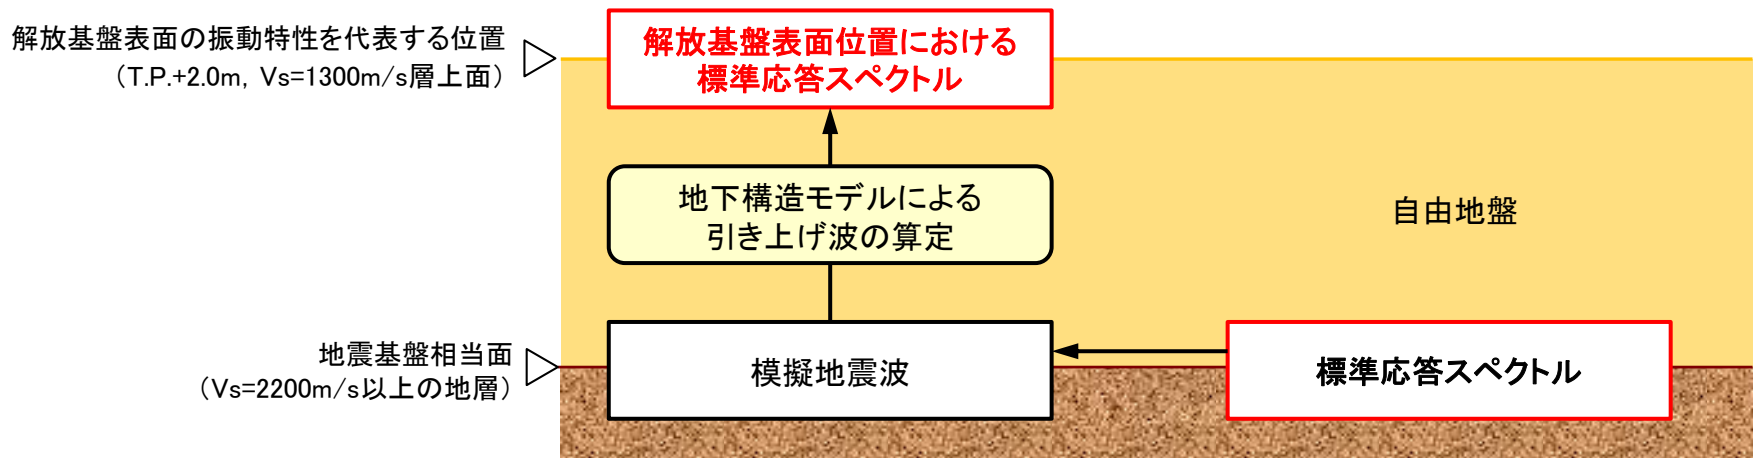 解放基盤表面の振動特性を代表する位置
（T.P.+2.0m, Vs=1300m/s層上面）
解放基盤表面位置における
標準応答スペクトル
地下構造モデルによる
引き上げ波の算定
自由地盤
地震基盤相当面
（Vs=2200m/s以上の地層）
模擬地震波
標準応答スペクトル